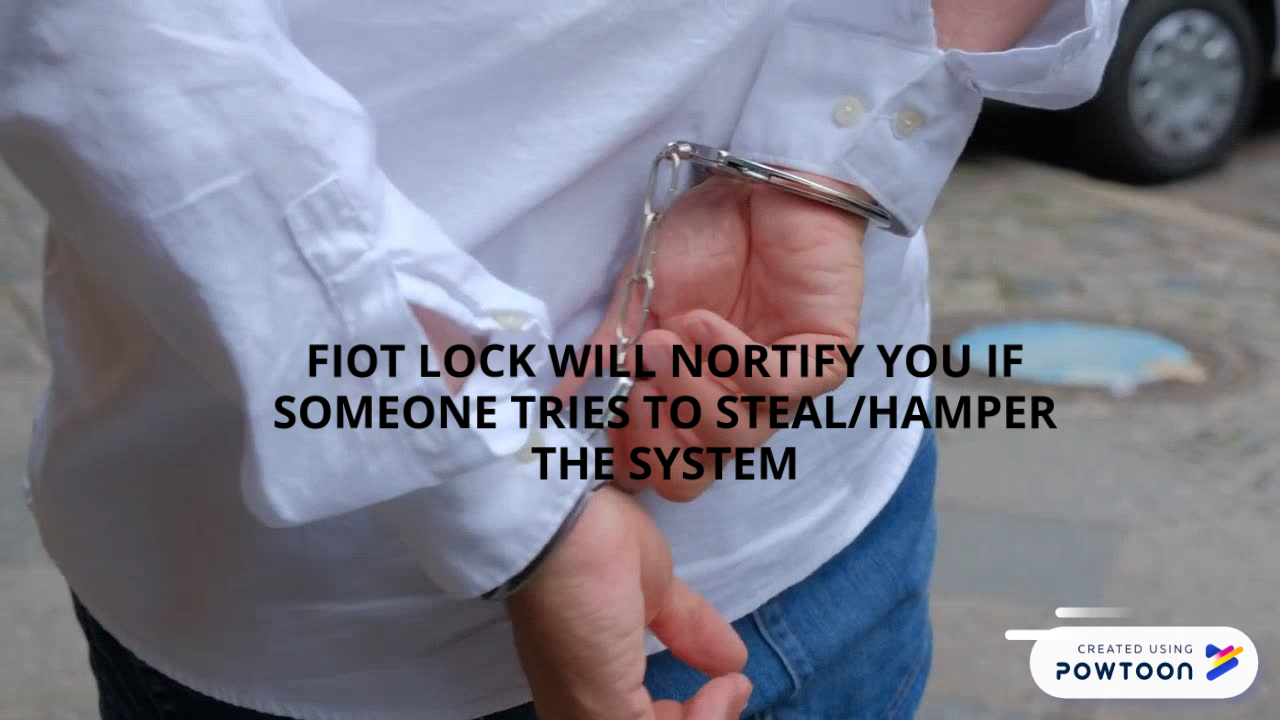 FIOT LOCK WILL NORTIFY YOU IF
SOMEONE TRIES TO STEAL/HAMPER
THE SYSTEM
CREATED USING
POWTOON